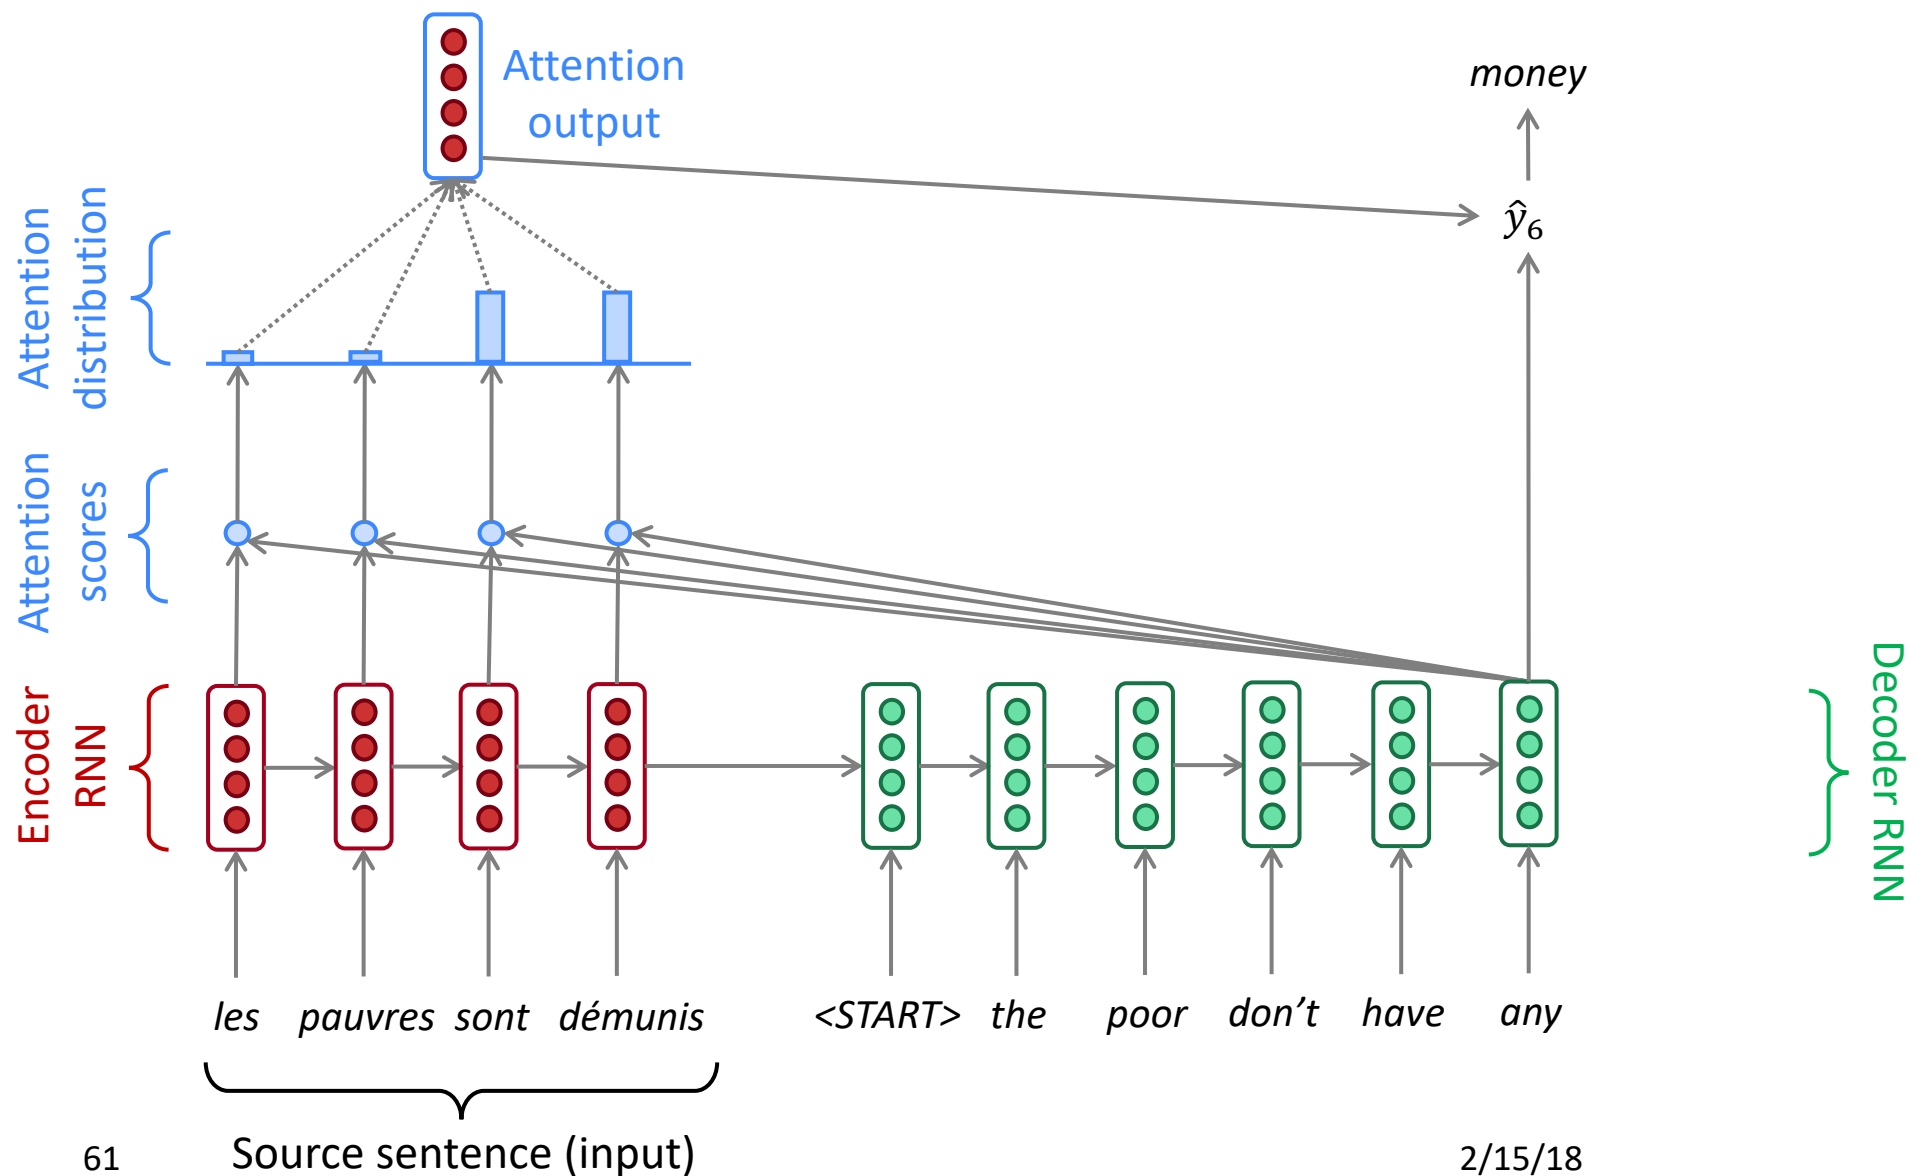 Attention
output
money
Attention
distribution
ŷ₆
Attention
scores
Encoder
RNN
Decoder RNN
les pauvres sont démunis <START> the poor don’t have any
Source sentence (input)
61
2/15/18